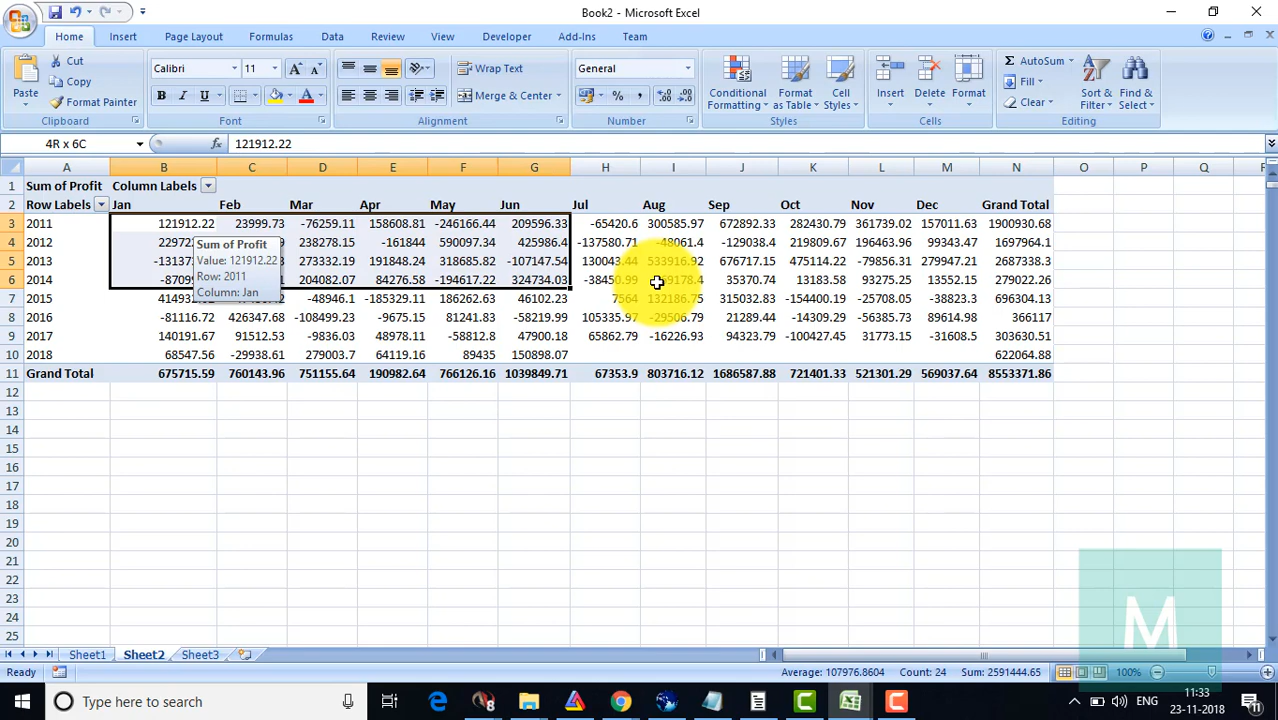 Book2 - Microsoft Excel
Home Insert Page Layout Formulas Data Review View Developer Add-Ins Team
Paste Cut Copy Format Painter
Calibri 11 Wrap Text Merge & Center General
B I U % ,
Conditional Formatting Format as Table Cell Styles Insert Delete Format
AutoSum Fill Clear Sort & Filter Find & Select
Clipboard Font Alignment Number Styles Cells Editing
4R x 6C fx 121912.22
A B C D E F G H I J K L M N O P Q
1 Sum of Profit Column Labels
2 Row Labels Jan Feb Mar Apr May Jun Jul Aug Sep Oct Nov Dec Grand Total
3 2011 121912.22 23999.73 -76259.11 158608.81 -246166.44 209596.33 -65420.6 300585.97 672892.33 282430.79 361739.02 157011.63 1900930.68
4 2012 238278.15 -161844 590097.34 425986.4 -137580.71 -48061.4 -129038.4 219809.67 196463.96 99343.47 1697964.1
5 2013 273332.19 191848.24 318685.82 -107147.54 130043.44 533916.92 676717.15 475114.22 -79856.31 279947.21 2687338.3
6 2014 204082.07 84276.58 -194617.22 324734.03 -38450.99 35370.74 13183.58 93275.25 13552.15 279022.26
7 2015 -48946.1 -185329.11 186262.63 46102.23 7564 132186.75 315032.83 -154400.19 -25708.05 -38823.3 696304.13
8 2016 -81116.72 426347.68 -108499.23 -9675.15 81241.83 -58219.99 105335.97 -29506.79 21289.44 -14309.29 -56385.73 89614.98 366117
9 2017 140191.67 91512.53 -9836.03 48978.11 -58812.8 47900.18 65862.79 -16226.93 94323.79 -100427.45 31773.15 -31608.5 303630.51
10 2018 68547.56 -29938.61 279003.7 64119.16 89435 150898.07 622064.88
11 Grand Total 675715.59 760143.96 751155.64 190982.64 766126.16 1039849.71 67353.9 803716.12 1686587.88 721401.33 521301.29 569037.64 8553371.86
Sum of Profit
Value: 121912.22
Row: 2011
Column: Jan
12
13
14
15
16
17
18
19
20
21
22
23
24
25
M
Sheet1 Sheet2 Sheet3
Ready Average: 107976.8604 Count: 24 Sum: 2591444.65 100%
Type here to search ENG 11:33
23-11-2018